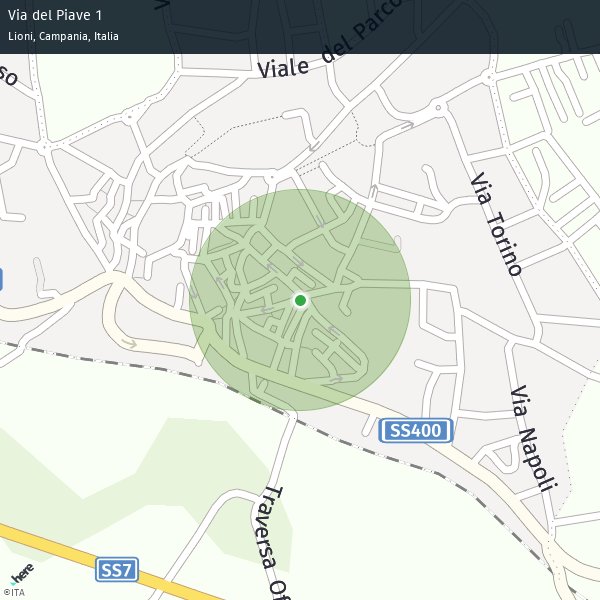 Via del Piave 1
Lioni, Campania, Italia
Viale del Parco
so
Via Torino
SS400
Via Napoli
Traversa Of
SS7
here
©ITA